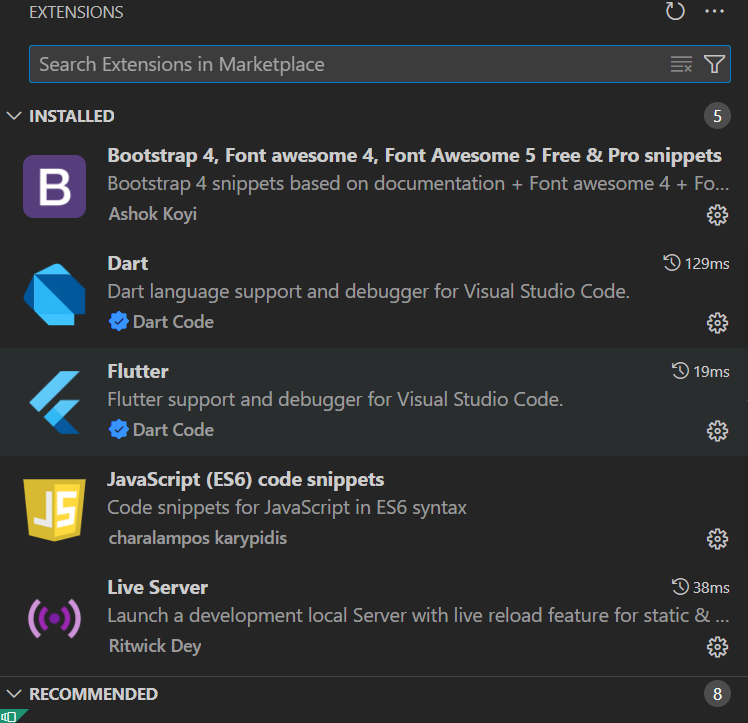 EXTENSIONS
Search Extensions in Marketplace
INSTALLED 5
Bootstrap 4, Font awesome 4, Font Awesome 5 Free & Pro snippets
Bootstrap 4 snippets based on documentation + Font awesome 4 + Fo...
Ashok Koyi
B
Dart 129ms
Dart language support and debugger for Visual Studio Code.
Dart Code
Flutter 19ms
Flutter support and debugger for Visual Studio Code.
Dart Code
JavaScript (ES6) code snippets
JS
Code snippets for JavaScript in ES6 syntax
charalampos karypidis
Live Server 38ms
Launch a development local Server with live reload feature for static & ...
Ritwick Dey
RECOMMENDED 8